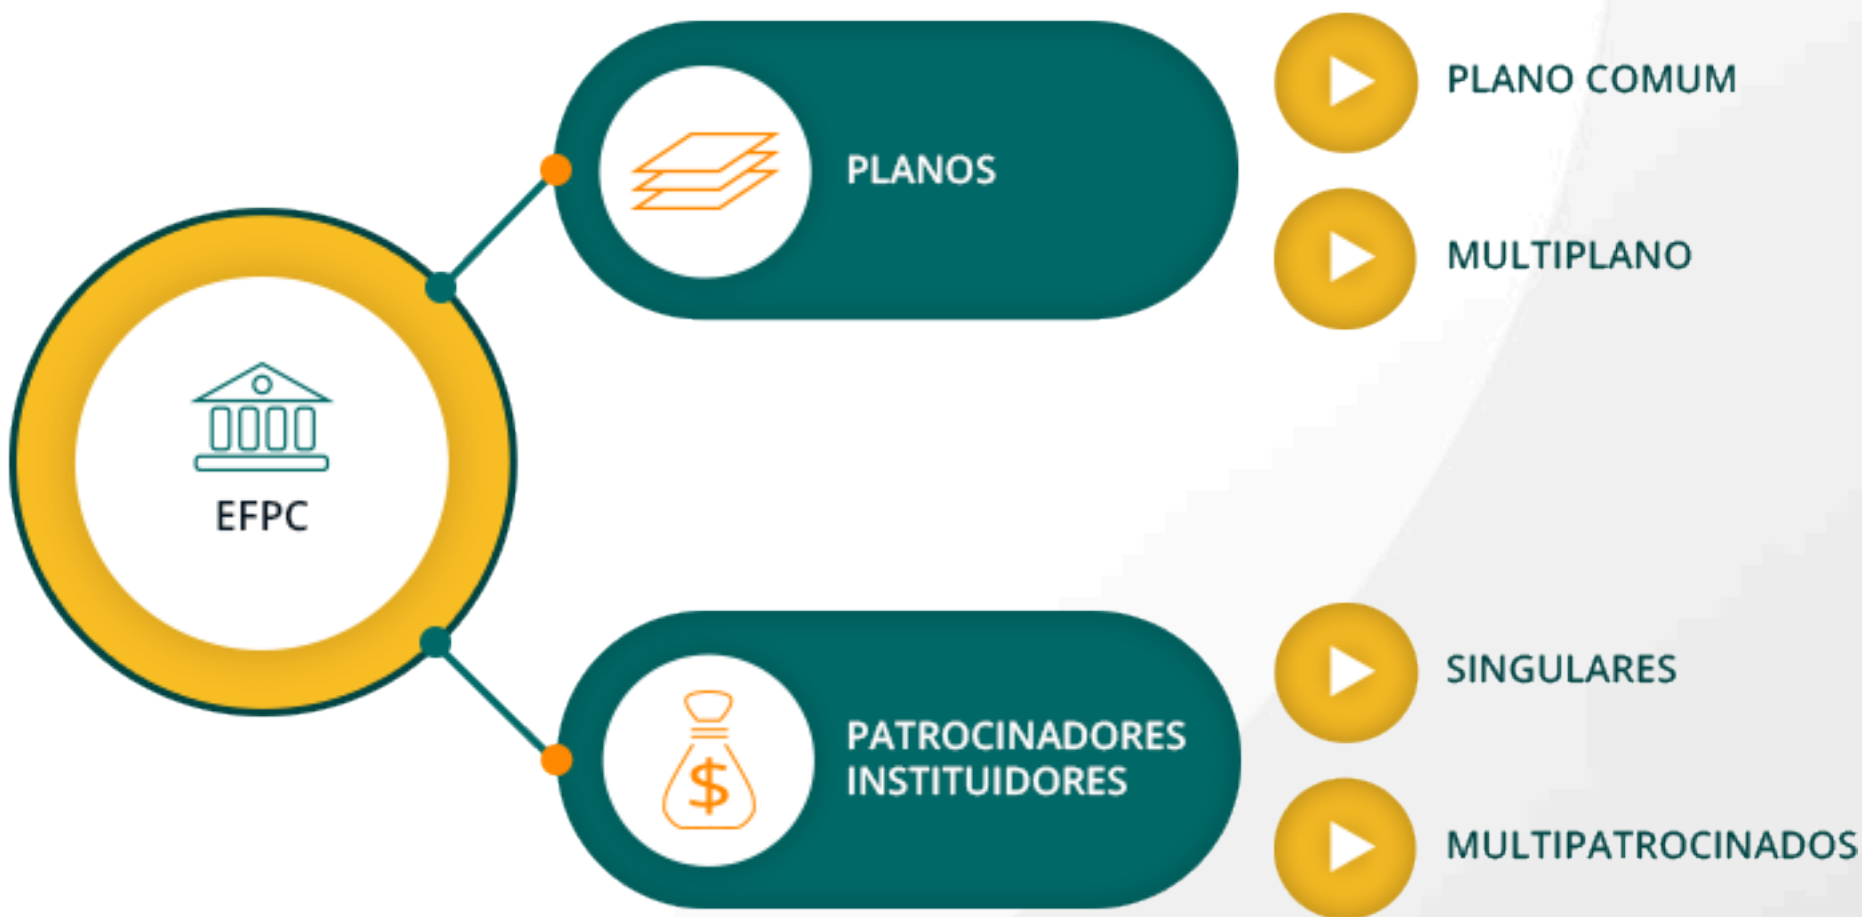 EFPC
PLANOS
PLANO COMUM
MULTIPLANO
PATROCINADORES
INSTITUIDORES
SINGULARES
MULTIPATROCINADOS